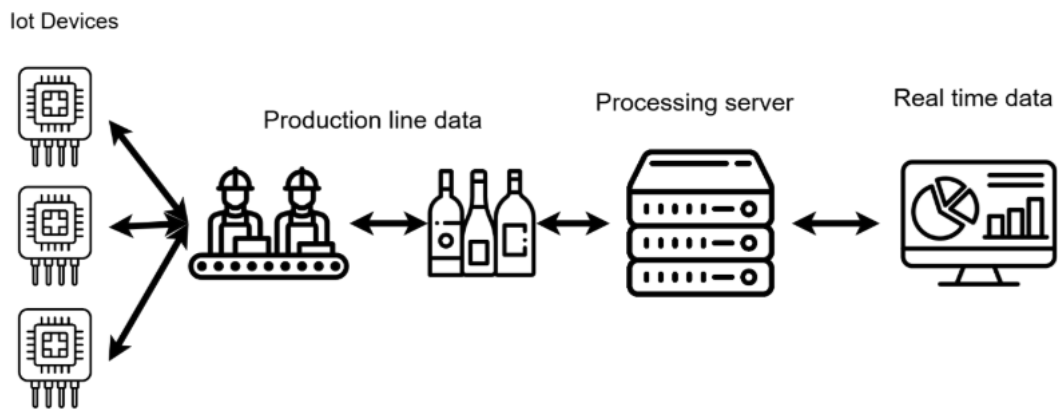 Iot Devices
Production line data
Processing server
Real time data